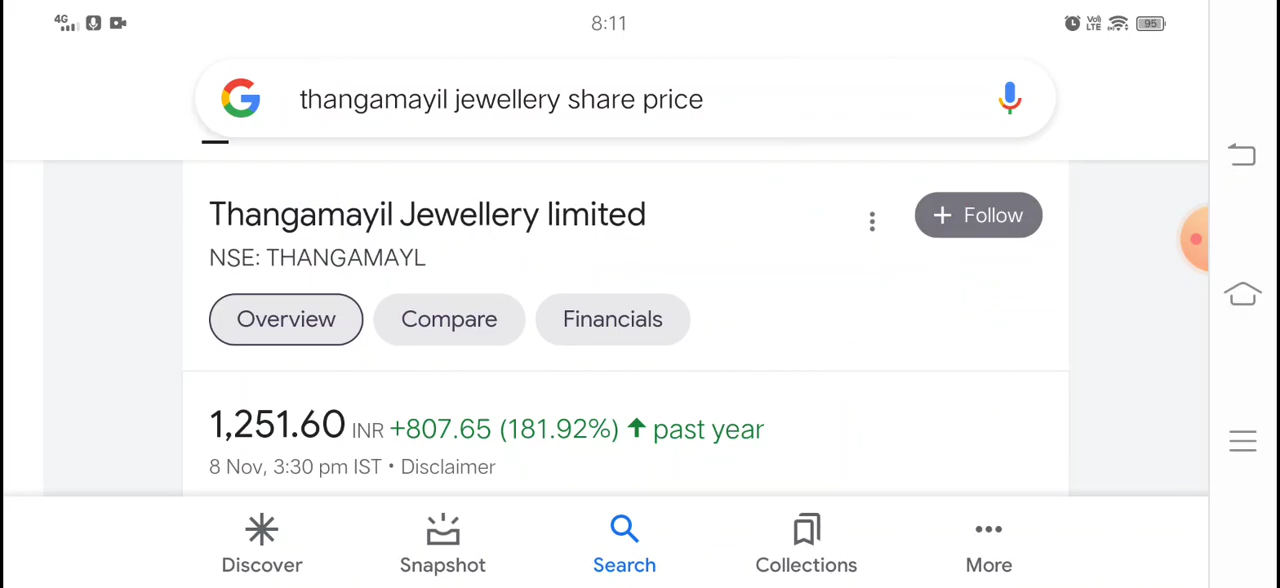 4G 8:11 Vo) LTE 95
thangamayil jewellery share price
Thangamayil Jewellery limited
+ Follow
NSE: THANGAMAYL
Overview Compare Financials
1,251.60 INR +807.65 (181.92%) ↑ past year
8 Nov, 3:30 pm IST • Disclaimer
Discover Snapshot Search Collections More